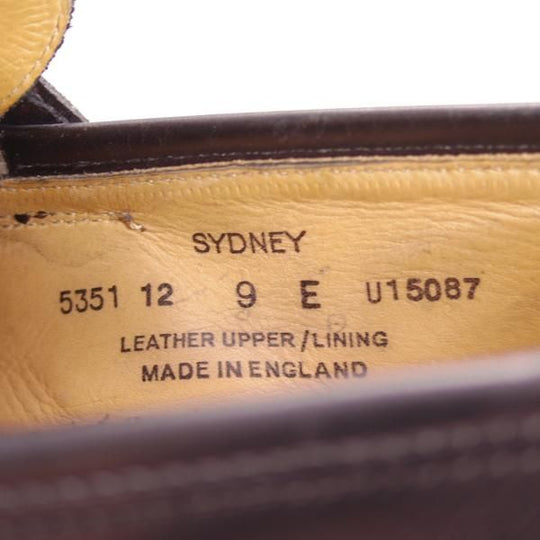 SYDNEY
5351 12 9 E U15087
LEATHER UPPER/LINING
MADE IN ENGLAND